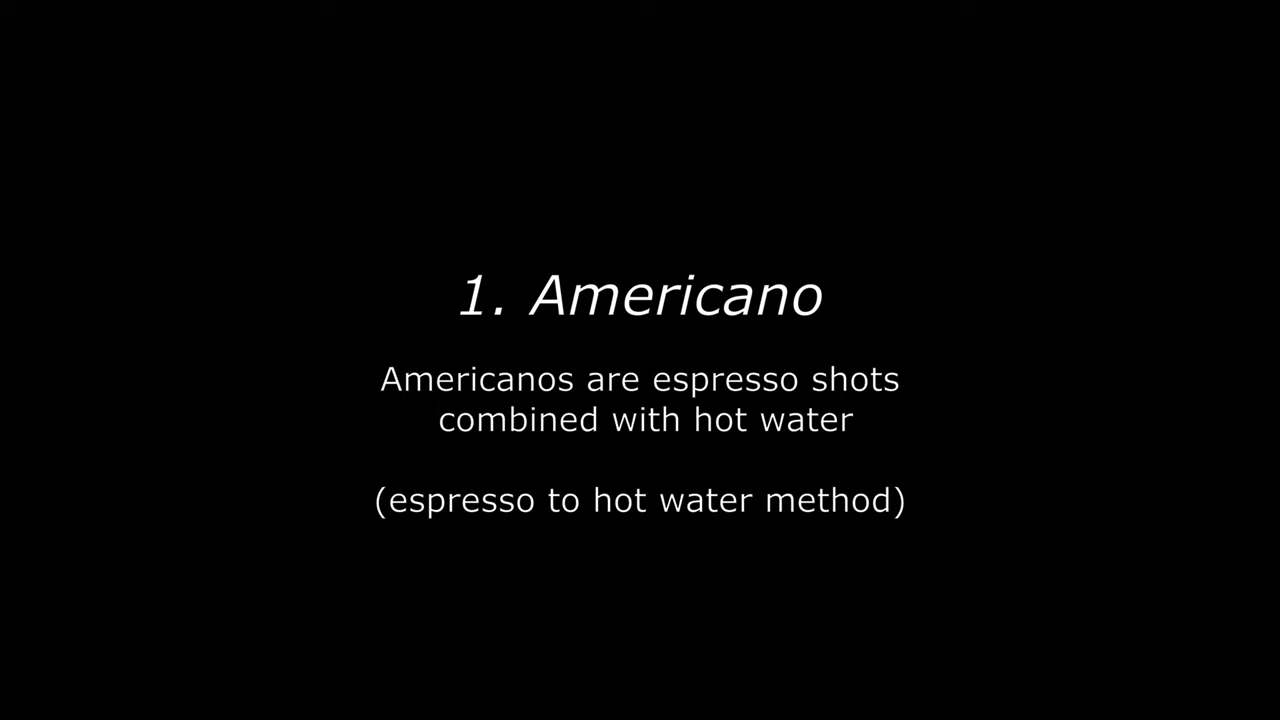 1. Americano
Americanos are espresso shots
combined with hot water
(espresso to hot water method)